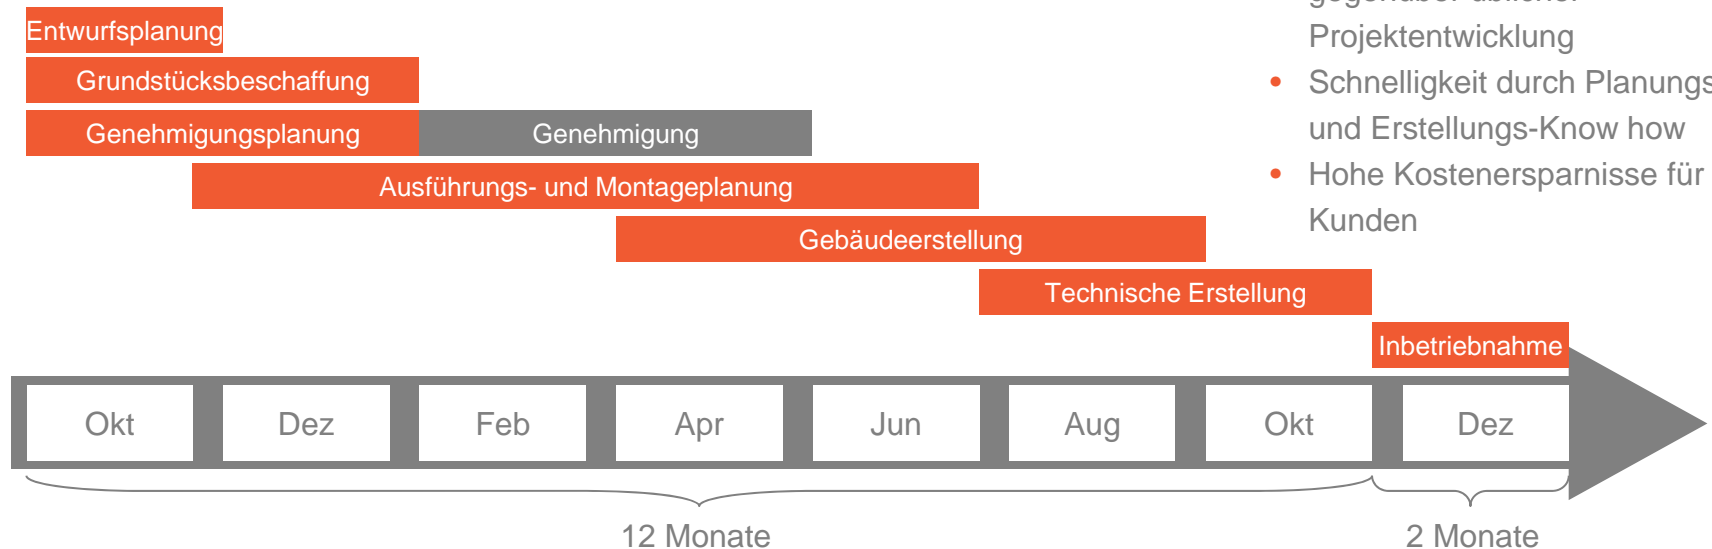 Entwurfsplanung
Grundstücksbeschaffung
Genehmigungsplanung
Genehmigung
Ausführungs- und Montageplanung
Gebäudeerstellung
Technische Erstellung
Inbetriebnahme
Projektentwicklung
• Schnelligkeit durch Planungs
und Erstellungs-Know how
• Hohe Kostenersparnisse für
Kunden
Okt
Dez
Feb
Apr
Jun
Aug
Okt
Dez
12 Monate
2 Monate